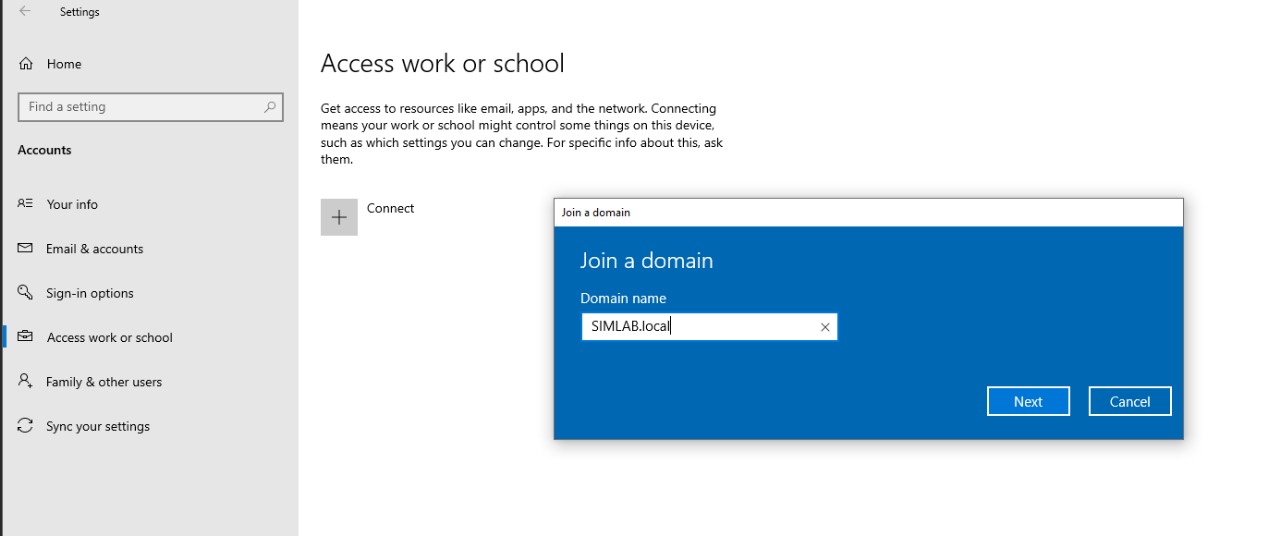 Settings
Home
Find a setting
Accounts
Your info
Email & accounts
Sign-in options
Access work or school
Family & other users
Sync your settings
Access work or school
Get access to resources like email, apps, and the network. Connecting
means your work or school might control some things on this device,
such as which settings you can change. For specific info about this, ask
them.
Connect
Join a domain
Join a domain
Domain name
SIMLAB.local
Next
Cancel